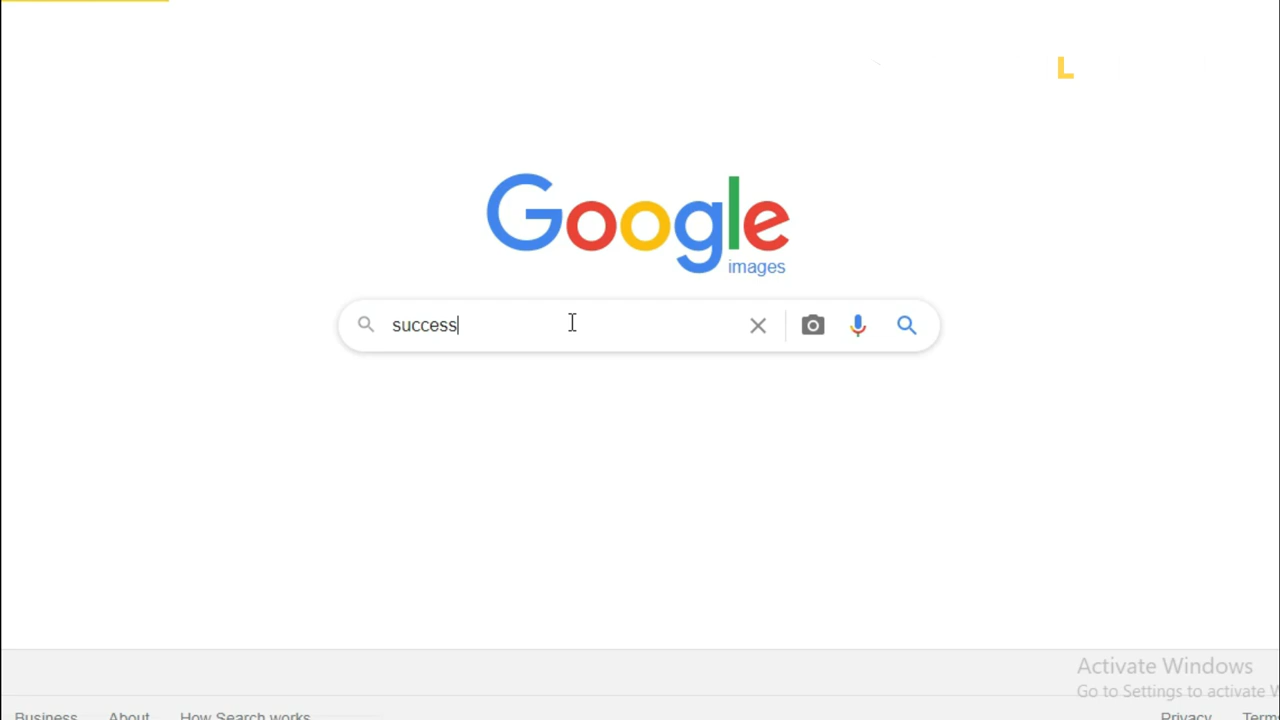 L
Google
images
success
Activate Windows
Go to Settings to activate W
Business About How Search works
Privacy Term